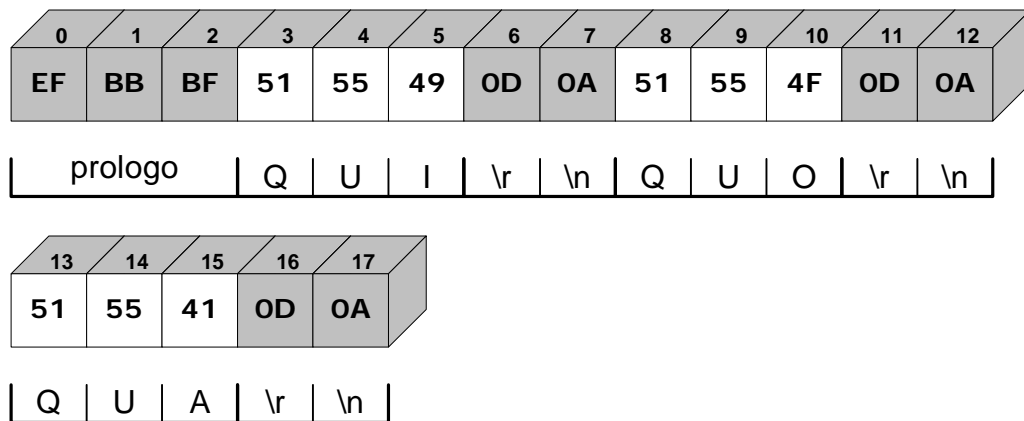 0 1 2 3 4 5 6 7 8 9 10 11 12
EF BB BF 51 55 49 0D 0A 51 55 4F 0D 0A
prologo Q U I \r \n Q U O \r \n
13 14 15 16 17
51 55 41 0D 0A
Q U A \r \n